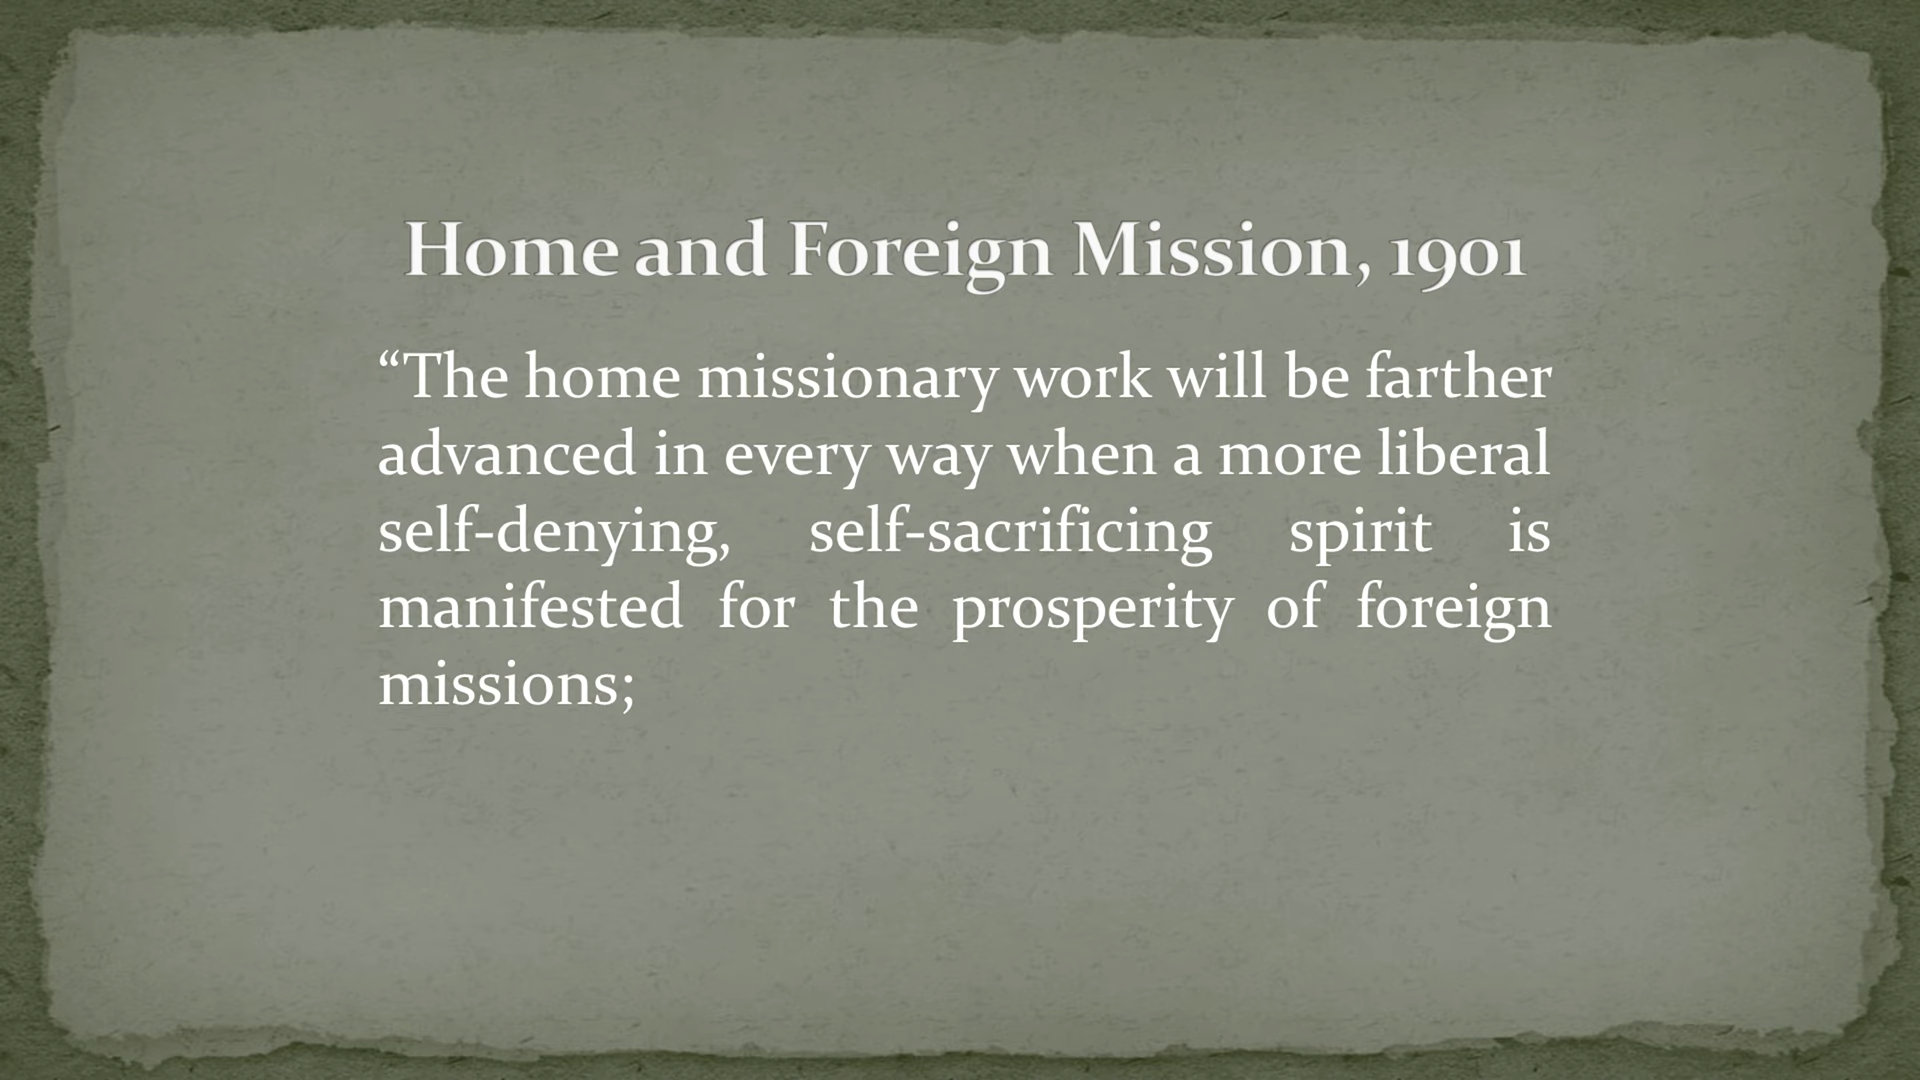 Home and Foreign Mission, 1901
“The home missionary work will be farther
advanced in every way when a more liberal
self-denying, self-sacrificing spirit is
manifested for the prosperity of foreign
missions;